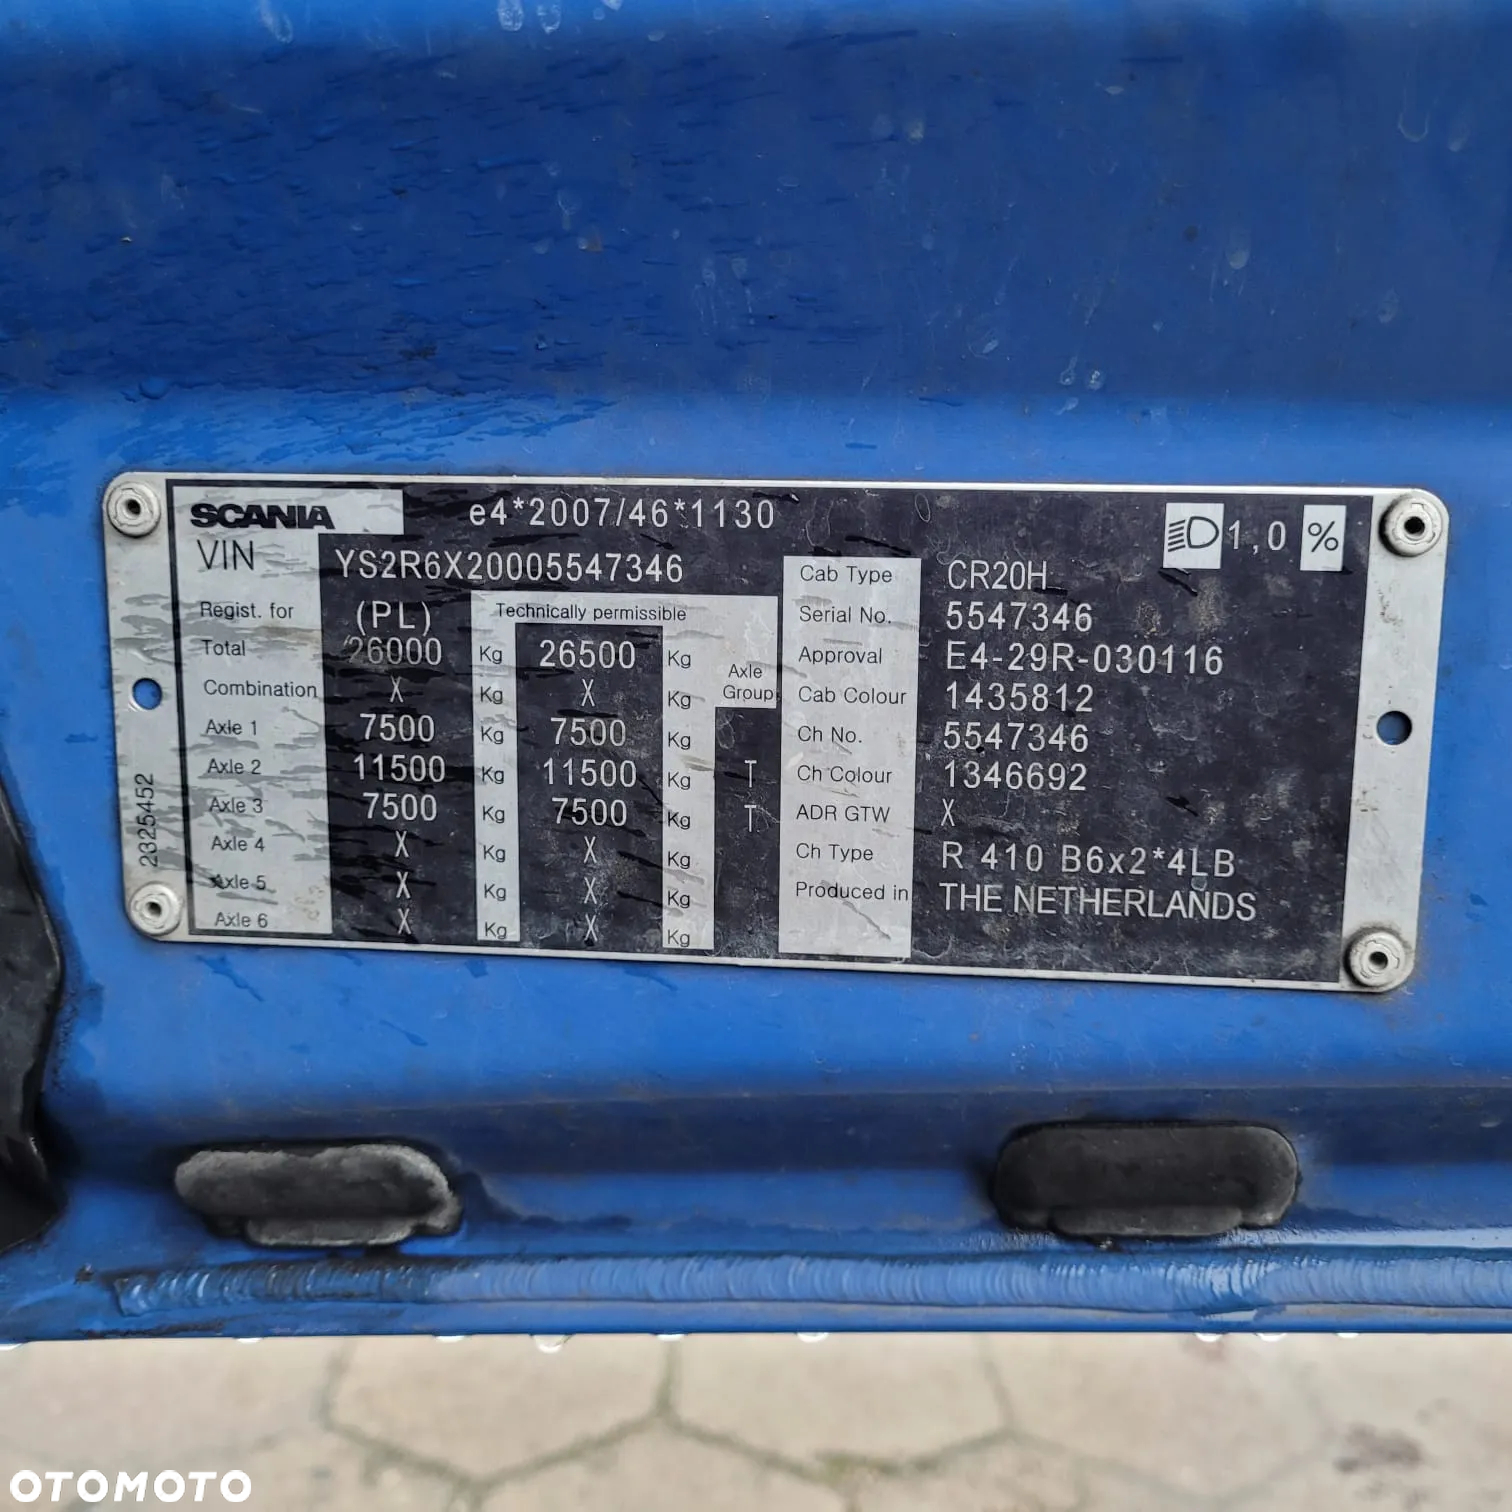 SCANIA e4*2007/46*1130 1,0 %
VIN YS2R6X20005547346
Regist. for (PL) Technically permissible
Total 26000 Kg 26500 Kg
Combination X Kg X Kg Axle Group
Axle 1 7500 Kg 7500 Kg
Axle 2 11500 Kg 11500 Kg T
Axle 3 7500 Kg 7500 Kg T
Axle 4 X Kg X Kg
Axle 5 X Kg X Kg
Axle 6 X Kg X Kg
Cab Type CR20H
Serial No. 5547346
Approval E4-29R-030116
Cab Colour 1435812
Ch No. 5547346
Ch Colour 1346692
ADR GTW X
Ch Type R 410 B6x2*4LB
Produced in THE NETHERLANDS
2325452
OTOMOTO